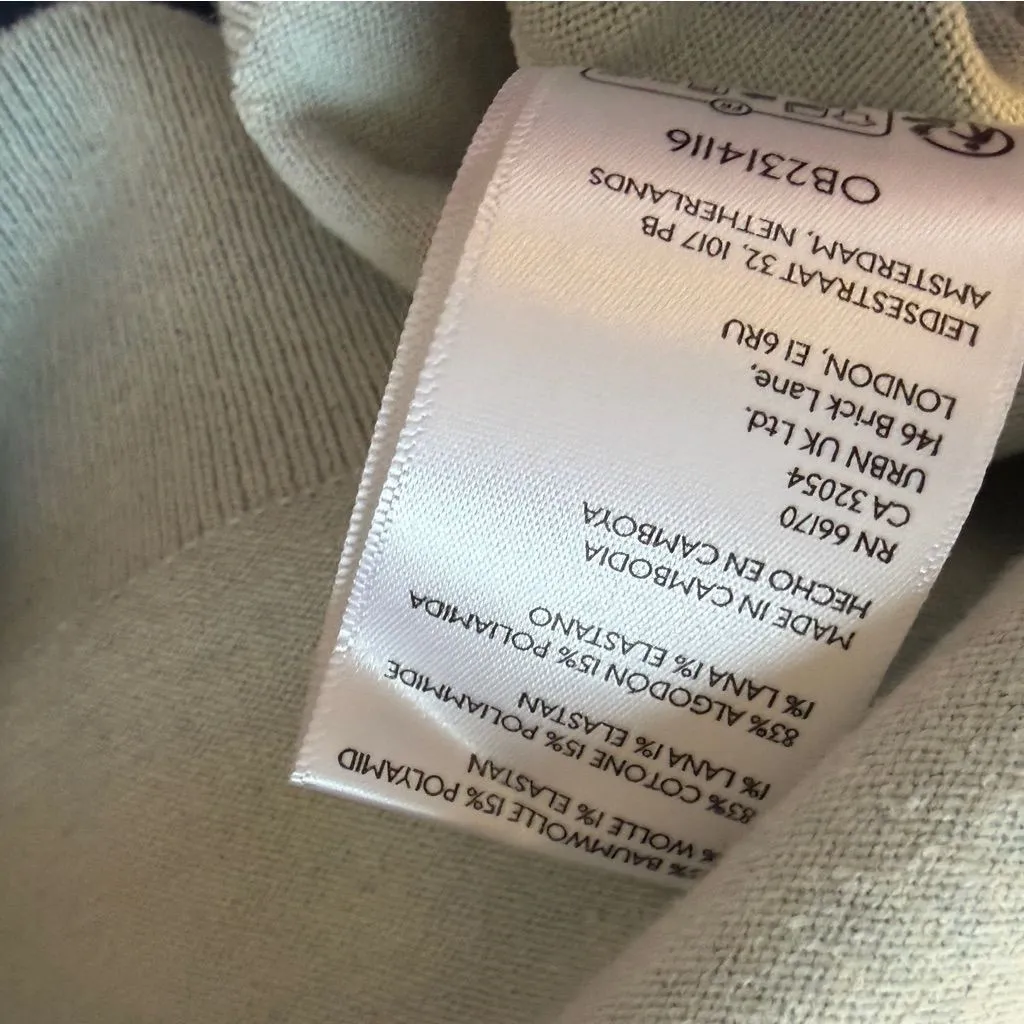 % BAUMWOLLE 15% POLYAMID
% WOLLE 1% ELASTAN
83% COTONE 15% POLIAMMIDE
1% LANA 1% ELASTAN
83% ALGODÓN 15% POLIAMIDA
1% LANA 1% ELASTANO
MADE IN CAMBODIA
HECHO EN CAMBOYA
RN 66170
CA 32054
URBN UK Ltd.
146 Brick Lane,
LONDON, E1 6RU
LEIDSESTRAAT 32, 1017 PB
AMSTERDAM, NETHERLANDS
OB2314116
FR